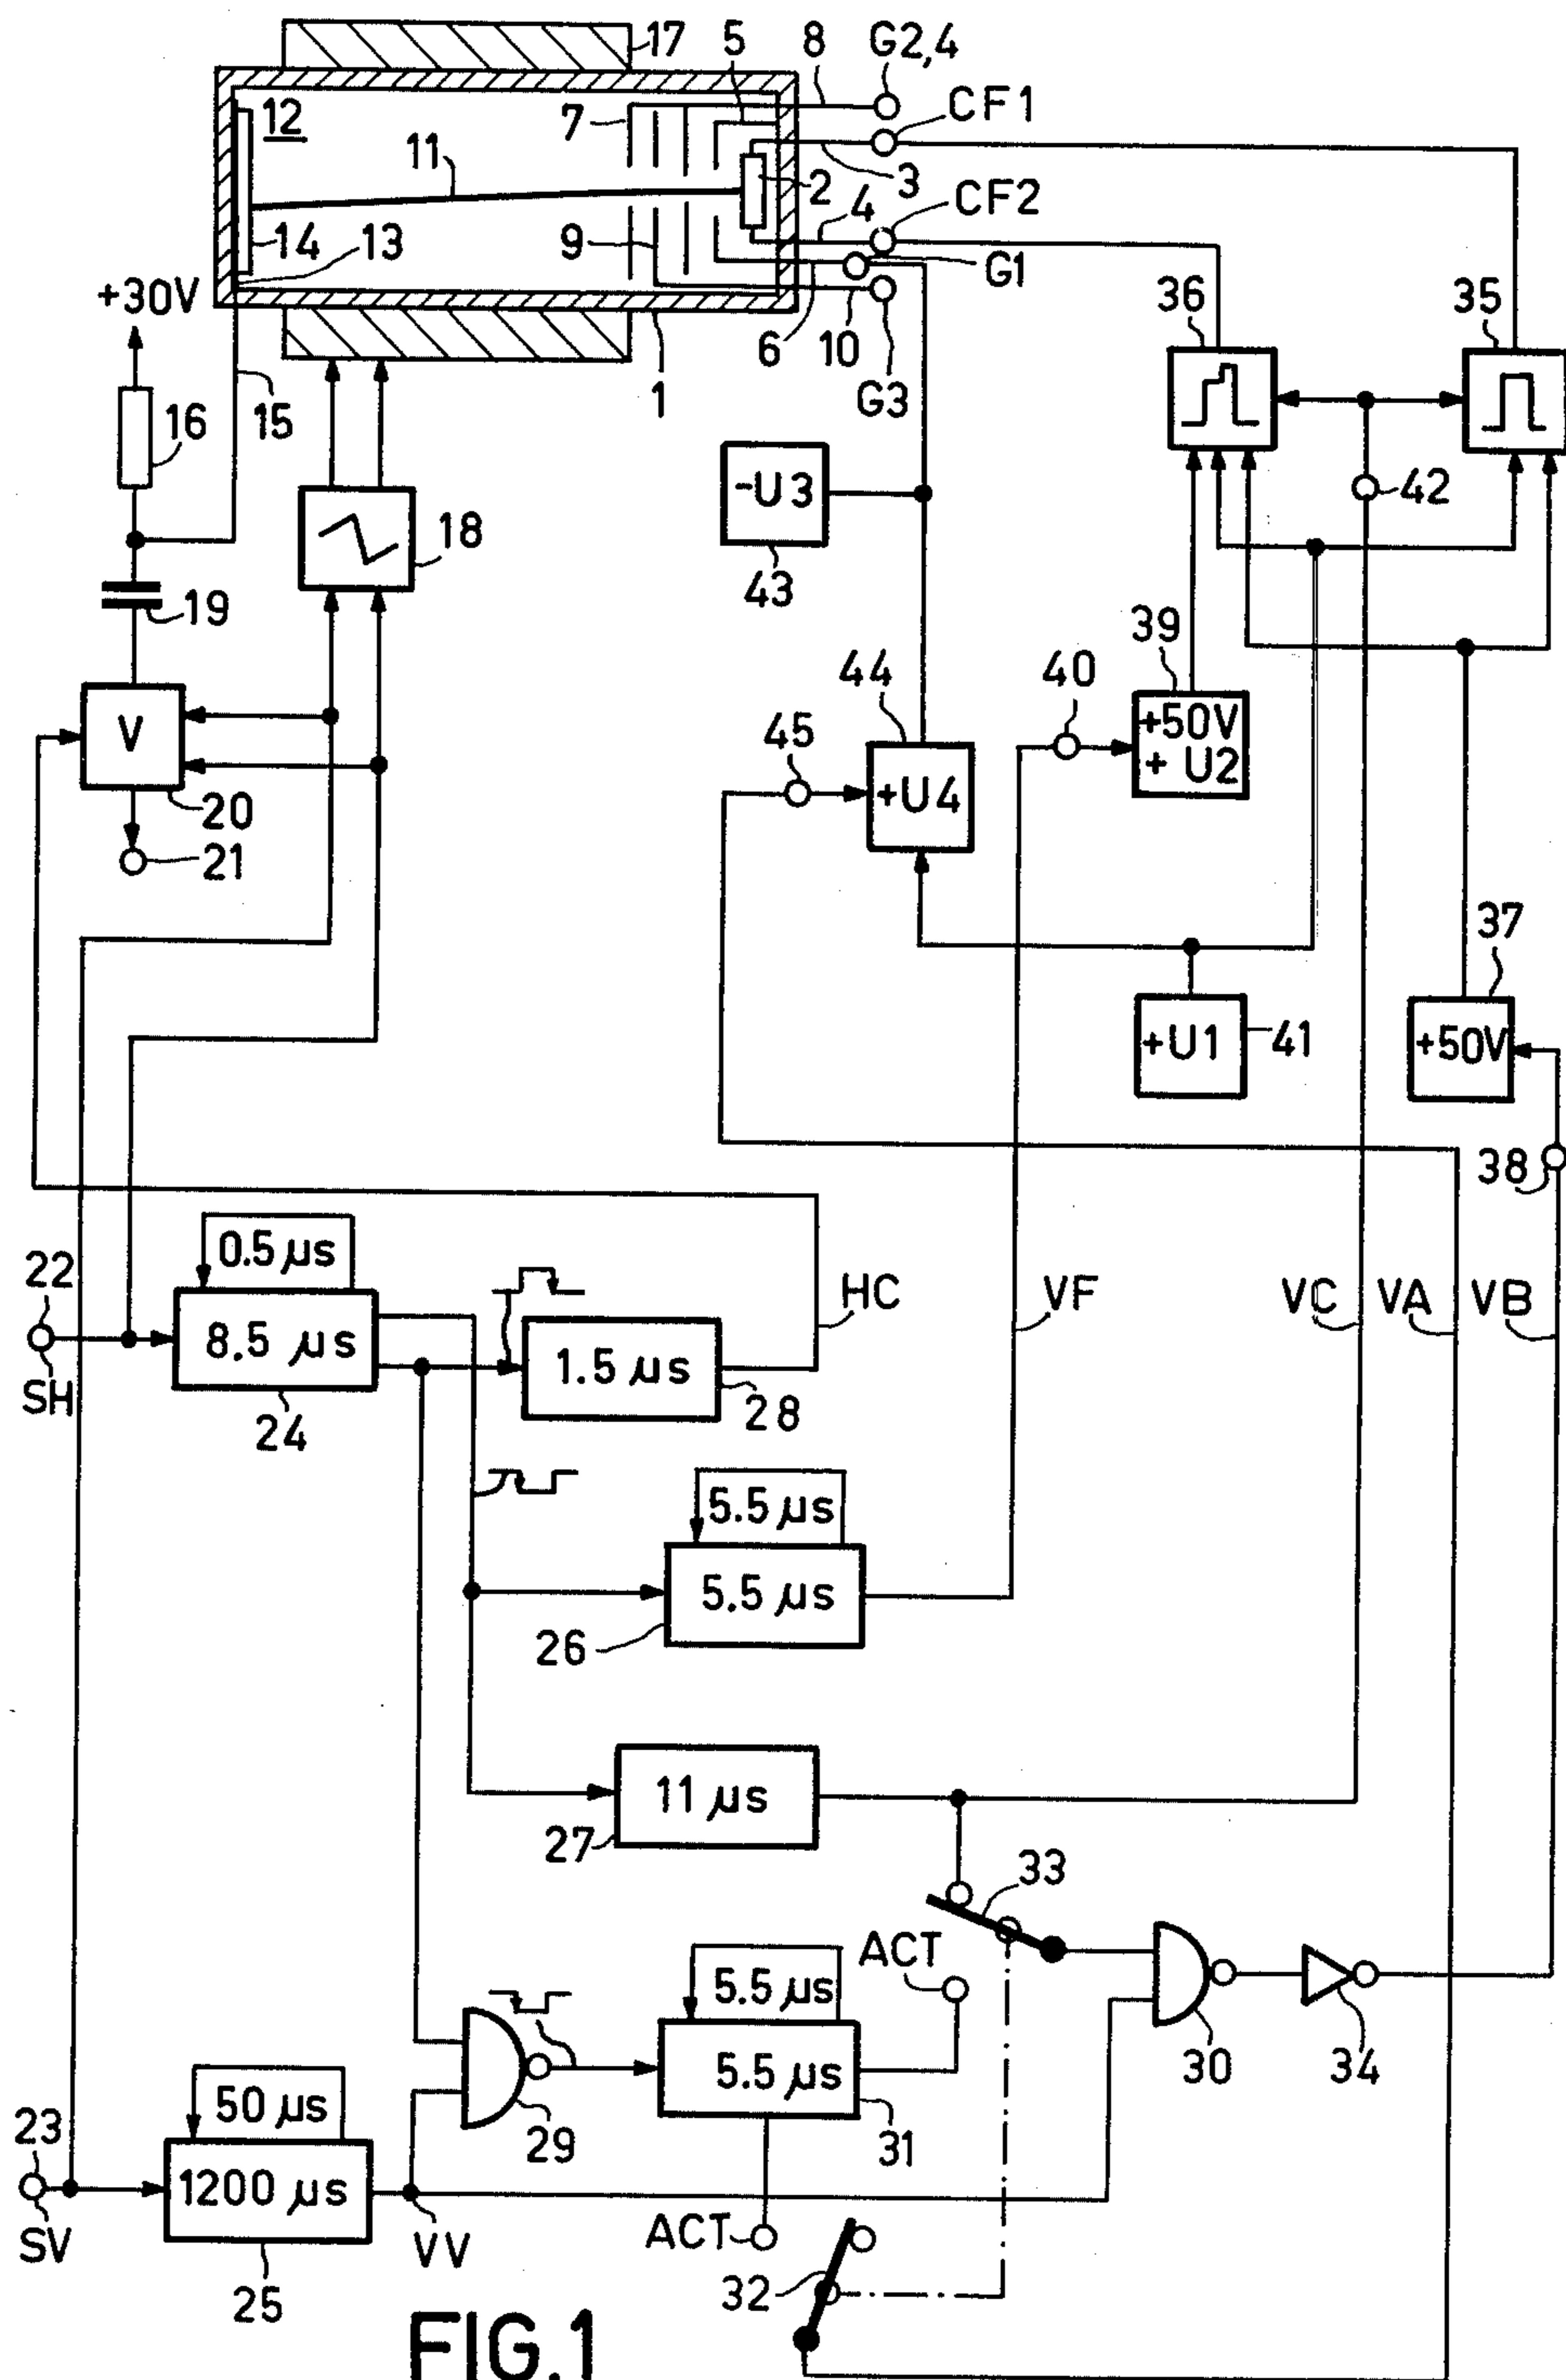 17
5
8
G2,4
12
7
CF1
11
2
3
4
CF2
14
13
9
G1
+30V
6
10
36
35
1
G3
16
15
-U3
42
18
43
19
39
44
40
+50V
+ U2
V
45
+U4
20
21
37
+U1
41
+50V
38
0.5 µs
22
HC
VF
VC
VA
VB
8.5 µs
1.5 µs
SH
28
24
5.5 µs
5.5 µs
26
11 µs
27
33
ACT
5.5 µs
5.5 µs
30
34
50 µs
29
31
23
1200 µs
SV
VV
ACT
25
32
FIG.1